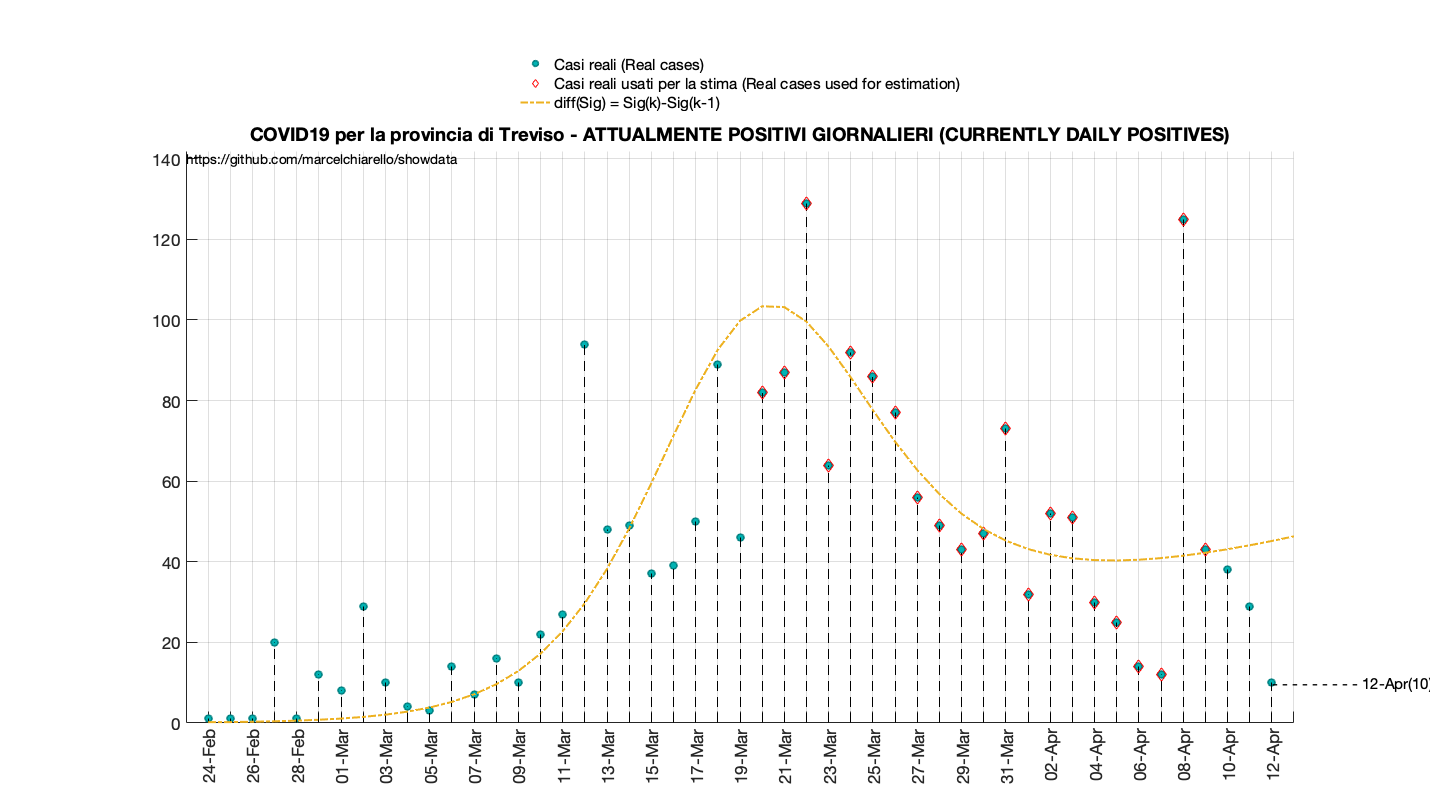 Casi reali (Real cases)
Casi reali usati per la stima (Real cases used for estimation)
diff(Sig) = Sig(k)-Sig(k-1)
COVID19 per la provincia di Treviso - ATTUALMENTE POSITIVI GIORNALIERI (CURRENTLY DAILY POSITIVES)
https://github.com/marcelchiarello/showdata
140
120
100
80
60
40
20
0
12-Apr(10)
24-Feb
26-Feb
28-Feb
01-Mar
03-Mar
05-Mar
07-Mar
09-Mar
11-Mar
13-Mar
15-Mar
17-Mar
19-Mar
21-Mar
23-Mar
25-Mar
27-Mar
29-Mar
31-Mar
02-Apr
04-Apr
06-Apr
08-Apr
10-Apr
12-Apr